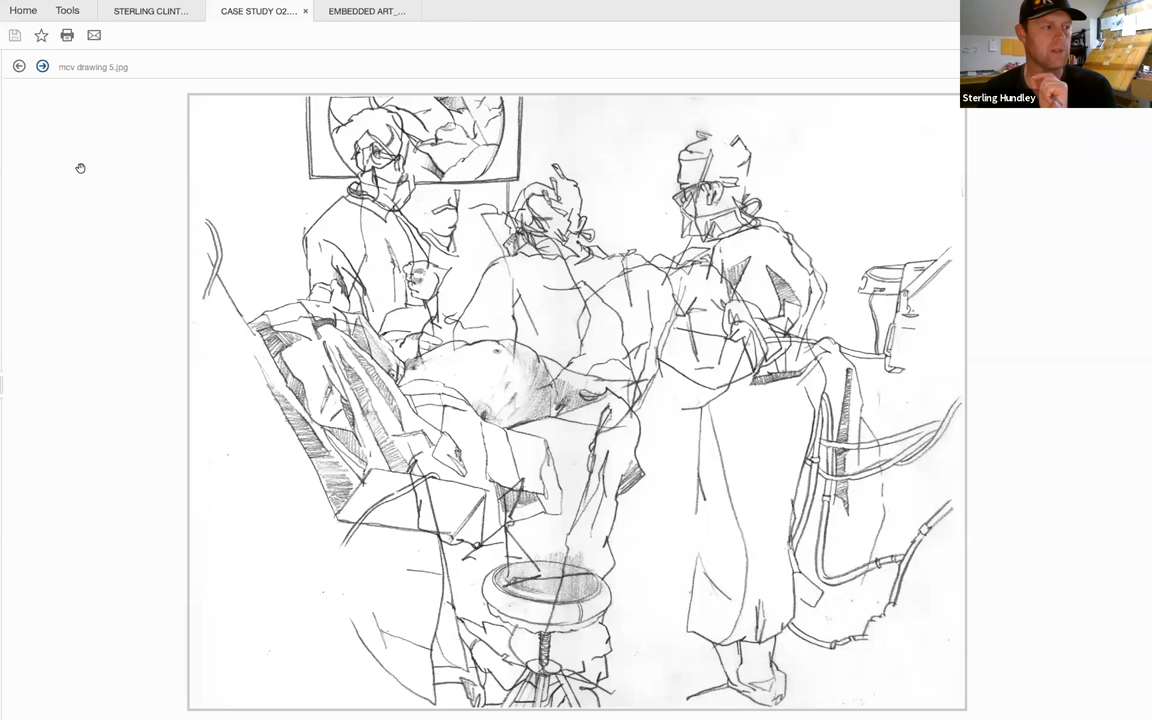 Home Tools STERLING CLINT... CASE STUDY O2.... × EMBEDDED ART_...
mcv drawing 5.jpg
Sterling Hundley